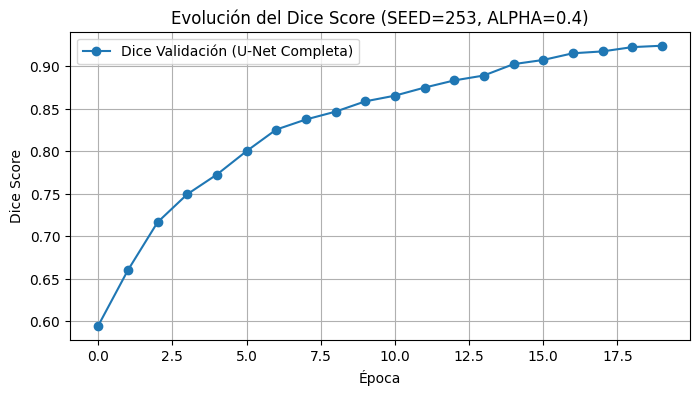 Evolución del Dice Score (SEED=253, ALPHA=0.4)
Dice Validación (U-Net Completa)
Dice Score
0.90
0.85
0.80
0.75
0.70
0.65
0.60
0.0 2.5 5.0 7.5 10.0 12.5 15.0 17.5
Época